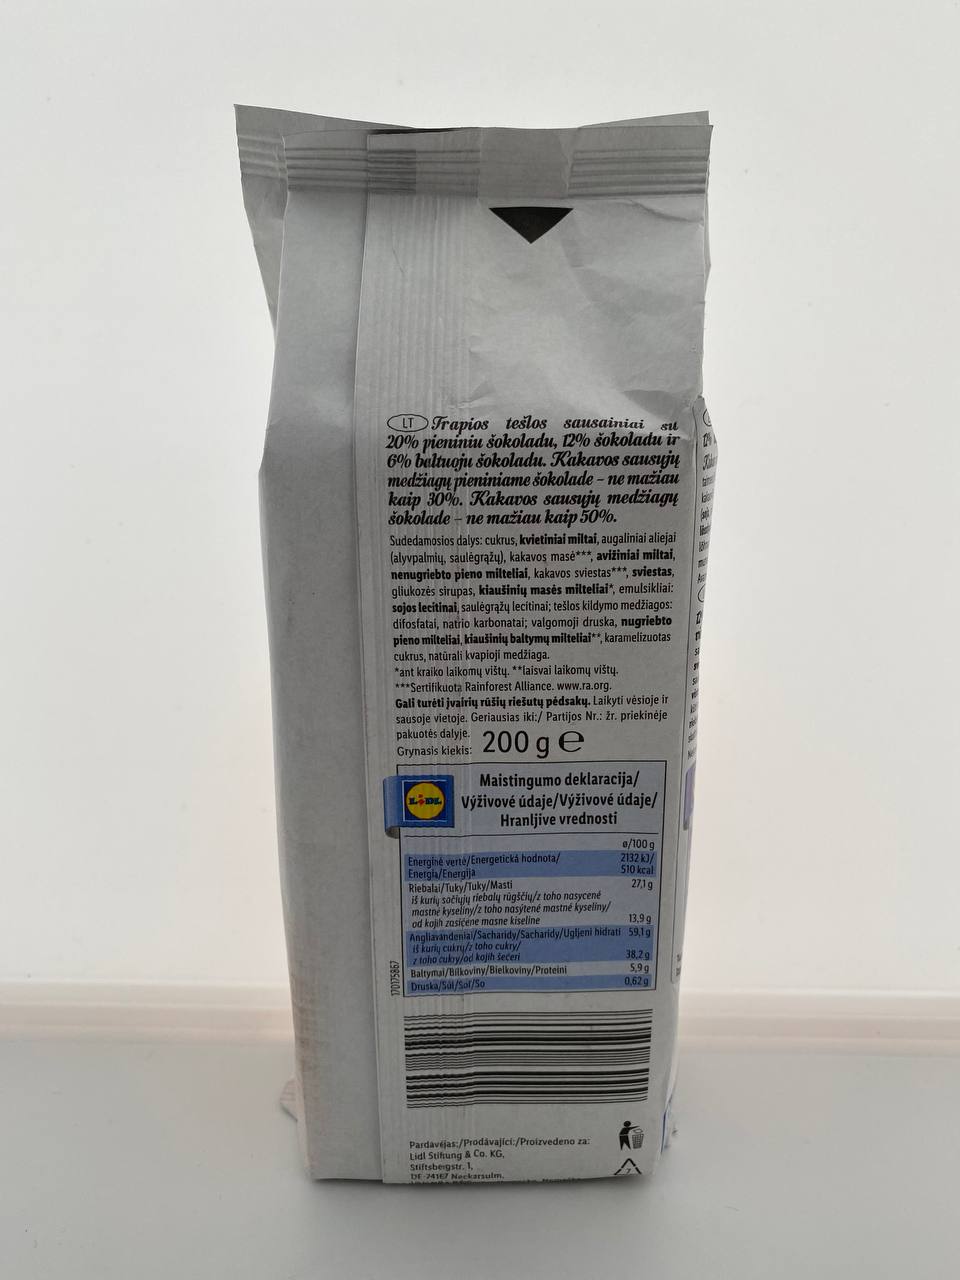 LT Trapios tešlos sausainiai su
20% pieniniu šokoladu, 12% šokoladu ir
6% baltuoju šokoladu. Kakavos sausųjų
medžiagų pieniniame šokolade – ne mažiau
kaip 30%. Kakavos sausųjų medžiagų
šokolade – ne mažiau kaip 50%.
Sudedamosios dalys: cukrus, kvietiniai miltai, augaliniai aliejai
(alyvpalmių, saulėgrąžų), kakavos masė***, avižiniai miltai,
nenugriebto pieno milteliai, kakavos sviestas***, sviestas,
gliukozės sirupas, kiaušinių masės milteliai*, emulsikliai:
sojos lecitinai, saulėgrąžų lecitinai; tešlos kildymo medžiagos:
difosfatai, natrio karbonatai; valgomoji druska, nugriebto
pieno milteliai, kiaušinių baltymų milteliai**, karamelizuotas
cukrus, natūrali kvapioji medžiaga.
*ant kraiko laikomų vištų. **laisvai laikomų vištų.
***Sertifikuota Rainforest Alliance. www.ra.org.
Gali turėti įvairių rūšių riešutų pėdsakų. Laikyti vėsioje ir
sausoje vietoje. Geriausias iki:/ Partijos Nr.: žr. priekinėje
pakuotės dalyje.
Grynasis kiekis: 200 g e
LIDL
Maistingumo deklaracija/
Výživové údaje/Výživové údaje/
Hranljive vrednosti
ø/100 g
Energinė vertė/Energetická hodnota/ 2132 kJ/
Energia/Energija 510 kcal
Riebalai/Tuky/Tuky/Masti 27,1 g
iš kurių sočiųjų riebalų rūgščių/z toho nasycené
mastné kyseliny/z toho nasýtené mastné kyseliny/
od kojih zasičene masne kiseline 13,9 g
Angliavandeniai/Sacharidy/Sacharidy/Ugljeni hidrati 59,1 g
iš kurių cukrų/z toho cukry/
z toho cukry/od kojih šećeri 38,2 g
Baltymai/Bílkoviny/Bielkoviny/Proteini 5,9 g
Druska/Sůl/Soľ/So 0,62 g
170175867
Pardavėjas:/Prodávající:/Proizvedeno za:
Lidl Stiftung & Co. KG,
Stiftsbergstr. 1,
DE-74167 Neckarsulm,
7